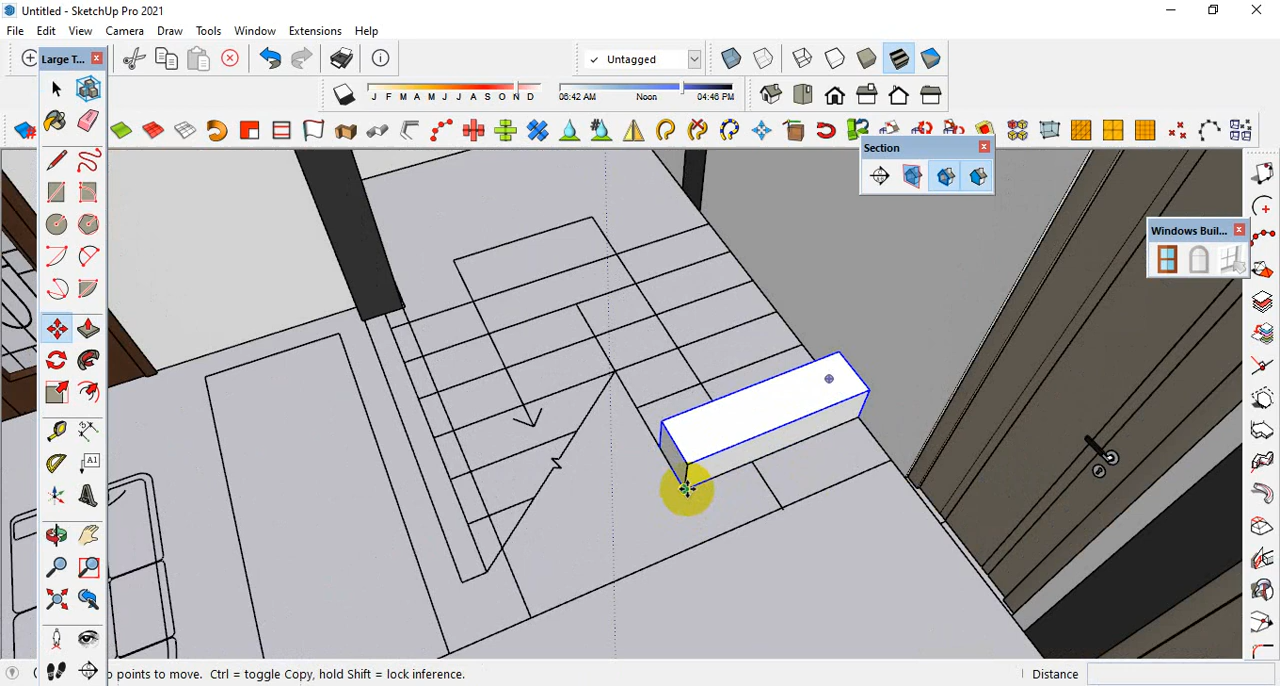 Untitled - SketchUp Pro 2021
File Edit View Camera Draw Tools Window Extensions Help
Large T...
Untagged
J F M A M J J A S O N D
06:42 AM Noon 04:46 PM
Section
Windows Buil...
A1
points to move. Ctrl = toggle Copy, hold Shift = lock inference.
Distance